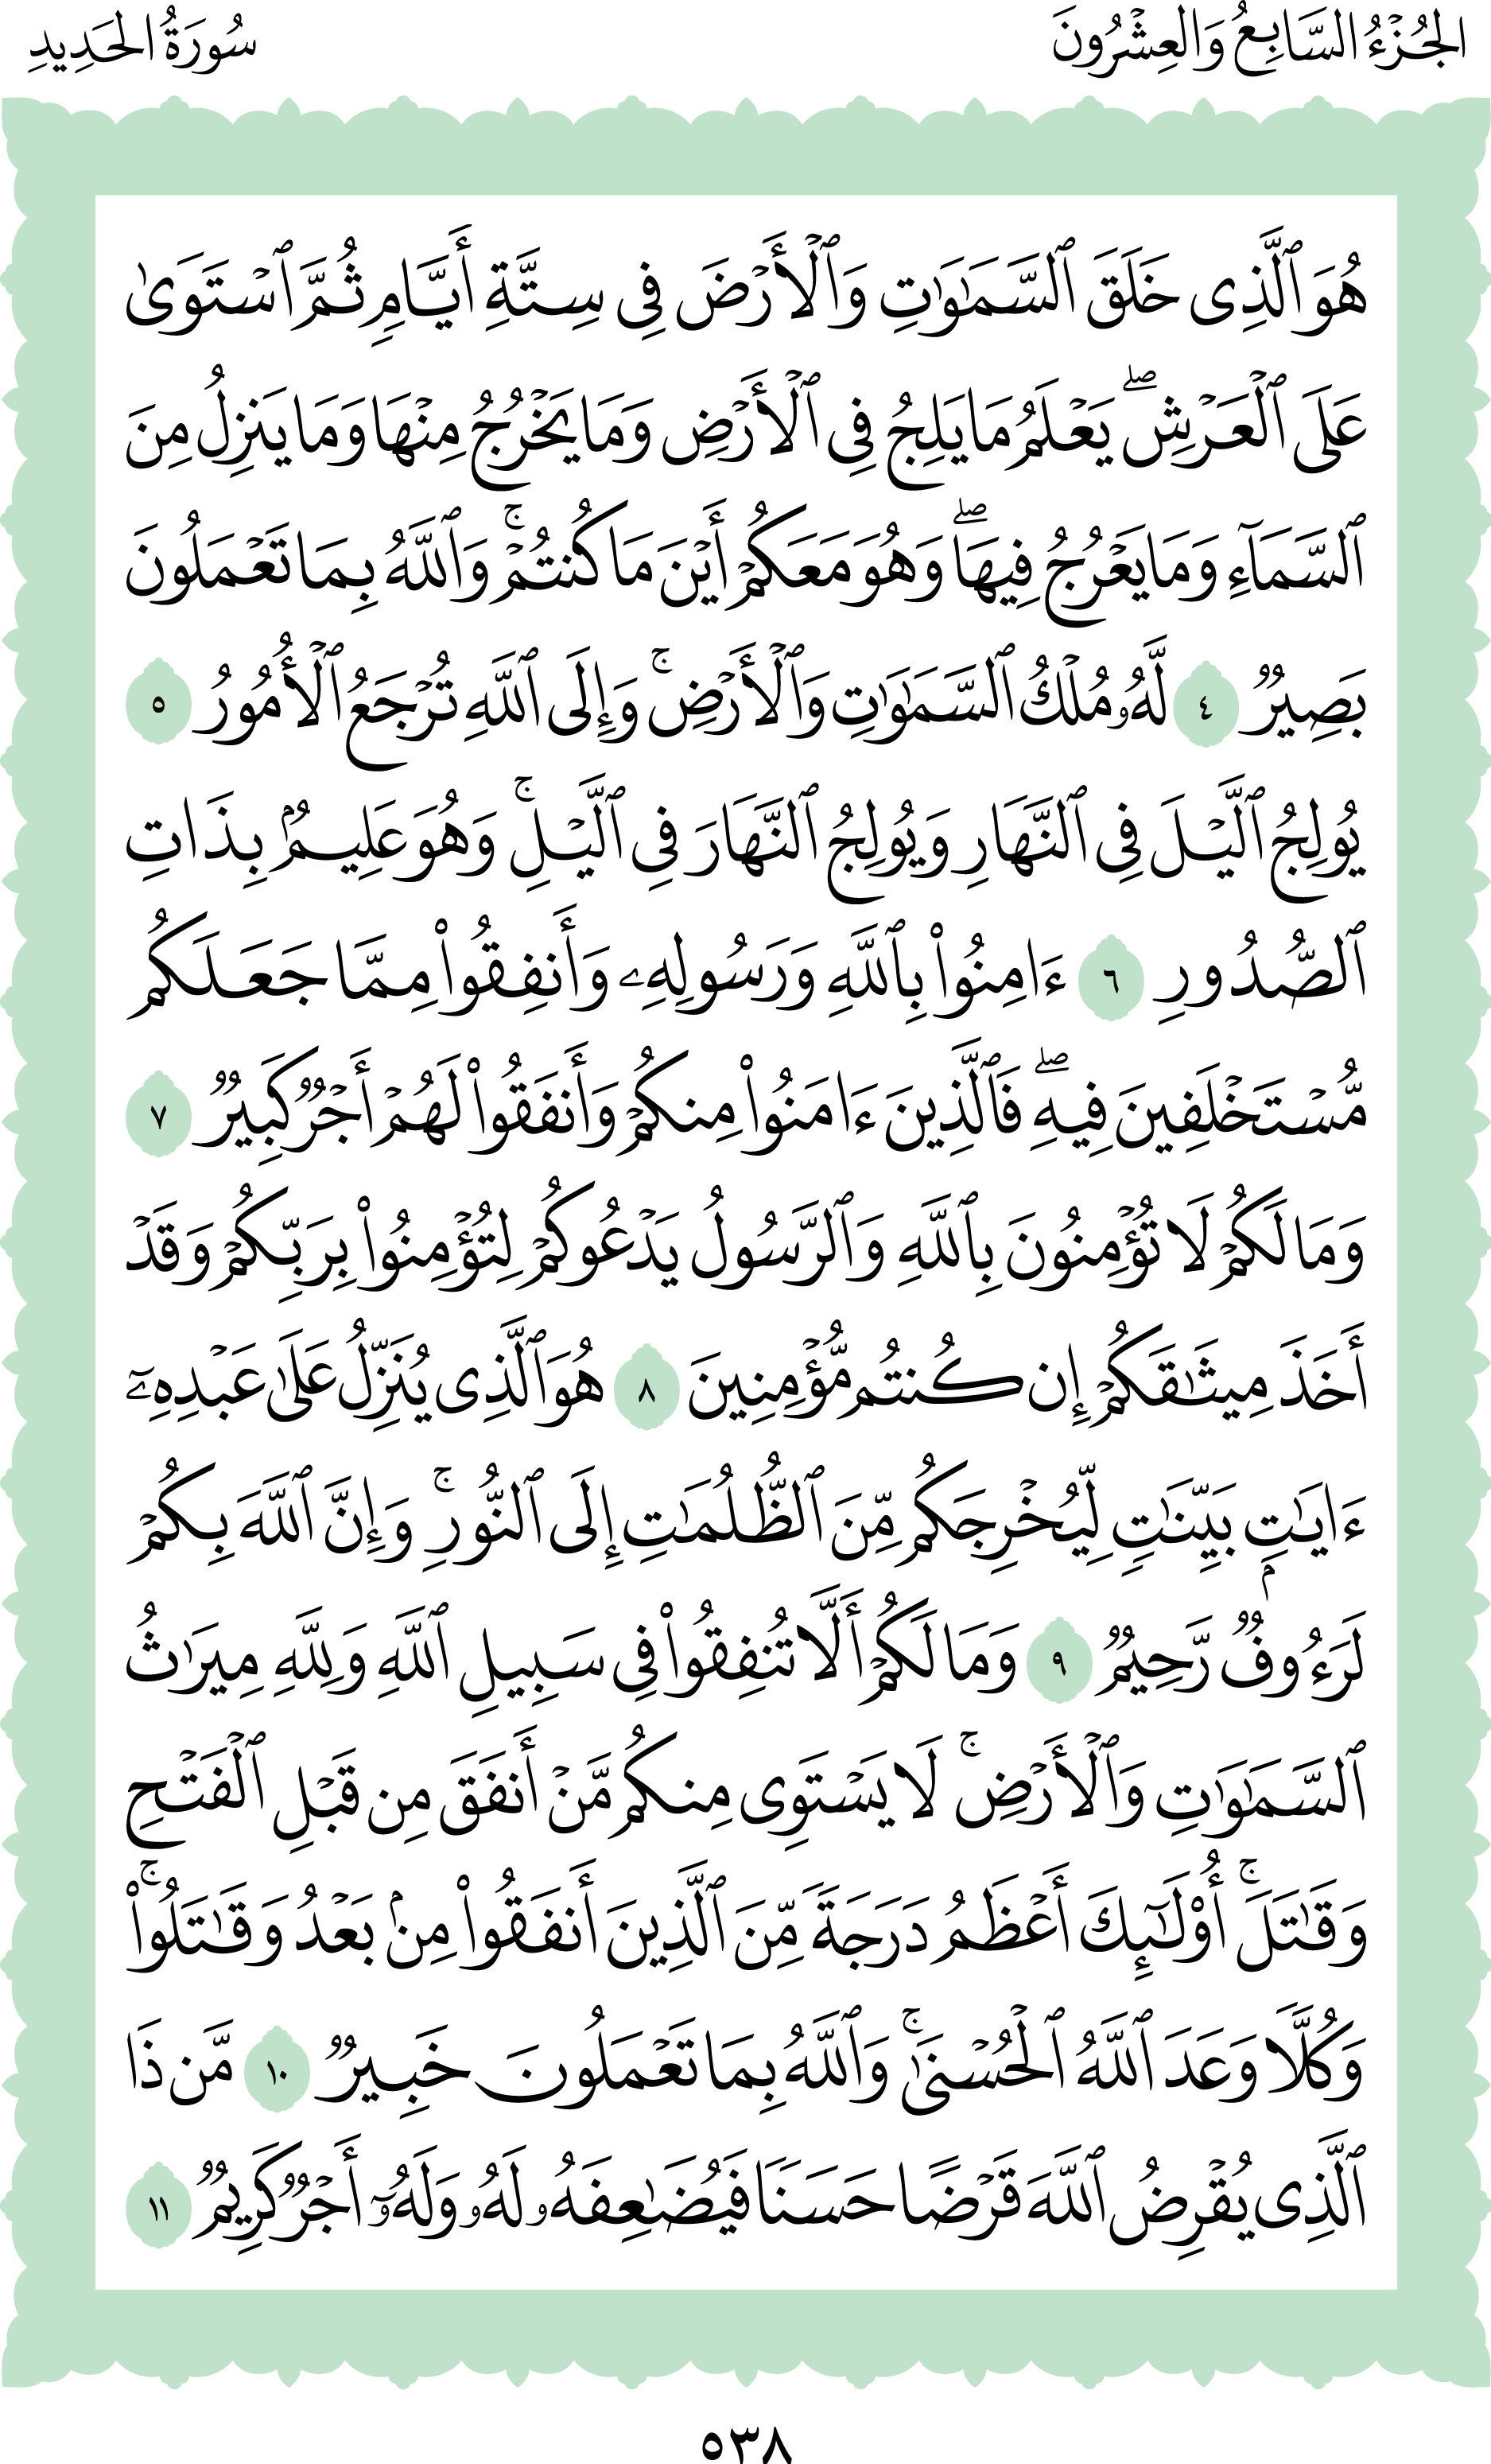 الجُزْءُ السَّابِعُ وَالعِشْرُونَ
سُورَةُ الحَدِيدِ
هُوَ ٱلَّذِى خَلَقَ ٱلسَّمَٰوَٰتِ وَٱلْأَرْضَ فِى سِتَّةِ أَيَّامٍ ثُمَّ ٱسْتَوَىٰ
عَلَى ٱلْعَرْشِ ۖ يَعْلَمُ مَا يَلِجُ فِى ٱلْأَرْضِ وَمَا يَخْرُجُ مِنْهَا وَمَا يَنزِلُ مِنَ
ٱلسَّمَآءِ وَمَا يَعْرُجُ فِيهَا ۖ وَهُوَ مَعَكُمْ أَيْنَ مَا كُنتُمْ ۚ وَٱللَّهُ بِمَا تَعْمَلُونَ
بَصِيرٌ ٤ لَّهُۥ مُلْكُ ٱلسَّمَٰوَٰتِ وَٱلْأَرْضِ ۚ وَإِلَى ٱللَّهِ تُرْجَعُ ٱلْأُمُورُ ٥
يُولِجُ ٱلَّيْلَ فِى ٱلنَّهَارِ وَيُولِجُ ٱلنَّهَارَ فِى ٱلَّيْلِ ۚ وَهُوَ عَلِيمٌۢ بِذَاتِ
ٱلصُّدُورِ ٦ ءَامِنُوا۟ بِٱللَّهِ وَرَسُولِهِۦ وَأَنفِقُوا۟ مِمَّا جَعَلَكُم
مُّسْتَخْلَفِينَ فِيهِ ۖ فَٱلَّذِينَ ءَامَنُوا۟ مِنكُمْ وَأَنفَقُوا۟ لَهُمْ أَجْرٌ كَبِيرٌ ٧
وَمَا لَكُمْ لَا تُؤْمِنُونَ بِٱللَّهِ وَٱلرَّسُولُ يَدْعُوكُمْ لِتُؤْمِنُوا۟ بِرَبِّكُمْ وَقَدْ
أَخَذَ مِيثَٰقَكُمْ إِن كُنتُم مُّؤْمِنِينَ ٨ هُوَ ٱلَّذِى يُنَزِّلُ عَلَىٰ عَبْدِهِۦٓ
ءَايَٰتٍۭ بَيِّنَٰتٍ لِّيُخْرِجَكُم مِّنَ ٱلظُّلُمَٰتِ إِلَى ٱلنُّورِ ۚ وَإِنَّ ٱللَّهَ بِكُمْ
لَرَءُوفٌ رَّحِيمٌ ٩ وَمَا لَكُمْ أَلَّا تُنفِقُوا۟ فِى سَبِيلِ ٱللَّهِ وَلِلَّهِ مِيرَٰثُ
ٱلسَّمَٰوَٰتِ وَٱلْأَرْضِ ۚ لَا يَسْتَوِى مِنكُم مَّنْ أَنفَقَ مِن قَبْلِ ٱلْفَتْحِ
وَقَٰتَلَ ۚ أُو۟لَٰٓئِكَ أَعْظَمُ دَرَجَةً مِّنَ ٱلَّذِينَ أَنفَقُوا۟ مِنۢ بَعْدُ وَقَٰتَلُوا۟ ۚ
وَكُلًّا وَعَدَ ٱللَّهُ ٱلْحُسْنَىٰ ۚ وَٱللَّهُ بِمَا تَعْمَلُونَ خَبِيرٌ ١٠ مَّن ذَا
ٱلَّذِى يُقْرِضُ ٱللَّهَ قَرْضًا حَسَنًا فَيُضَٰعِفَهُۥ لَهُۥ وَلَهُۥٓ أَجْرٌ كَرِيمٌ ١١
٥٣٨